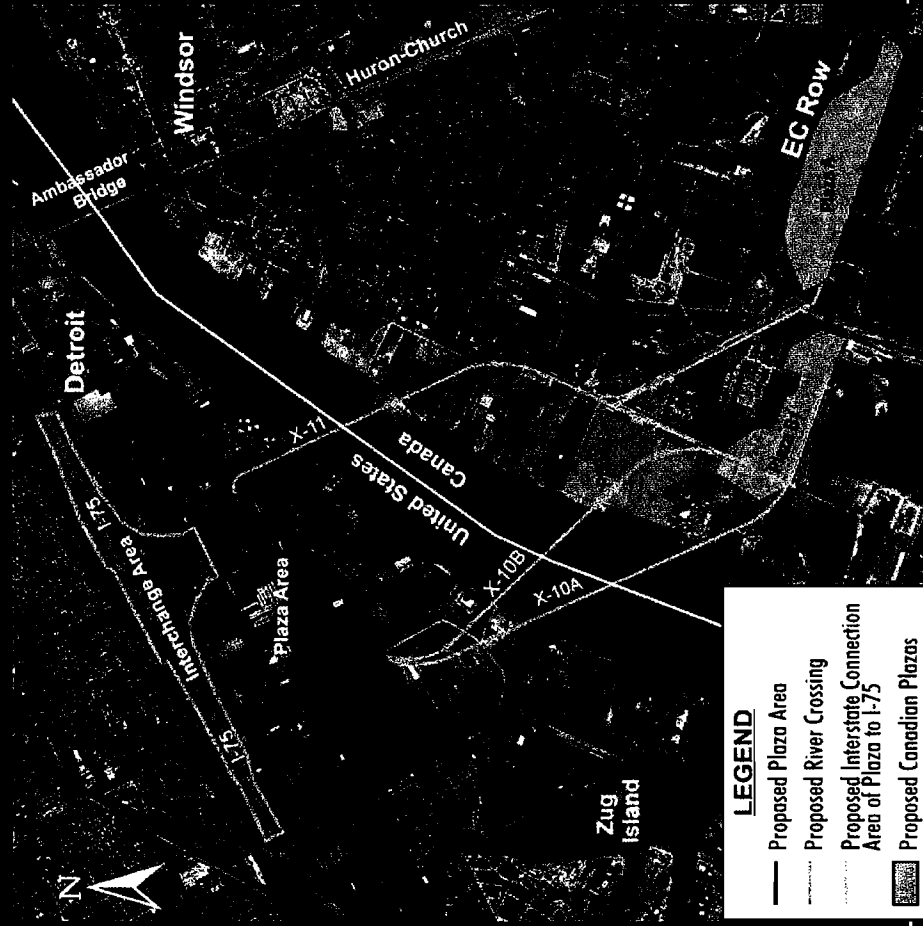 N
Detroit
Ambassador
Bridge
Windsor
Huron-Church
I-75
Interchange Area
I-75
Plaza Area
X-11
United States
Canada
X-10B
X-10A
EC Row
Zug
Island
LEGEND
Proposed Plaza Area
Proposed River Crossing
Proposed Interstate Connection
Area of Plaza to I-75
Proposed Canadian Plazas